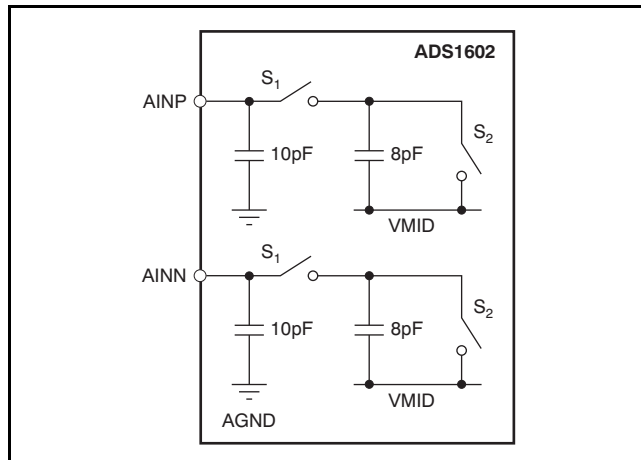 ADS1602
S1
AINP
S2
10pF
8pF
VMID
S1
AINN
S2
10pF
8pF
VMID
AGND